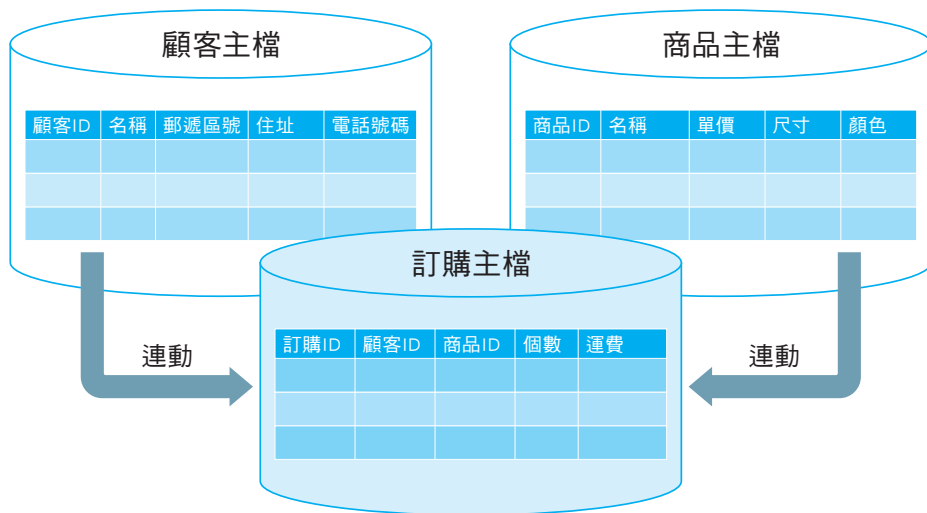 顧客主檔
顧客ID 名稱 郵遞區號 住址 電話號碼
商品主檔
商品ID 名稱 單價 尺寸 顏色
訂購主檔
訂購ID 顧客ID 商品ID 個數 運費
連動
連動